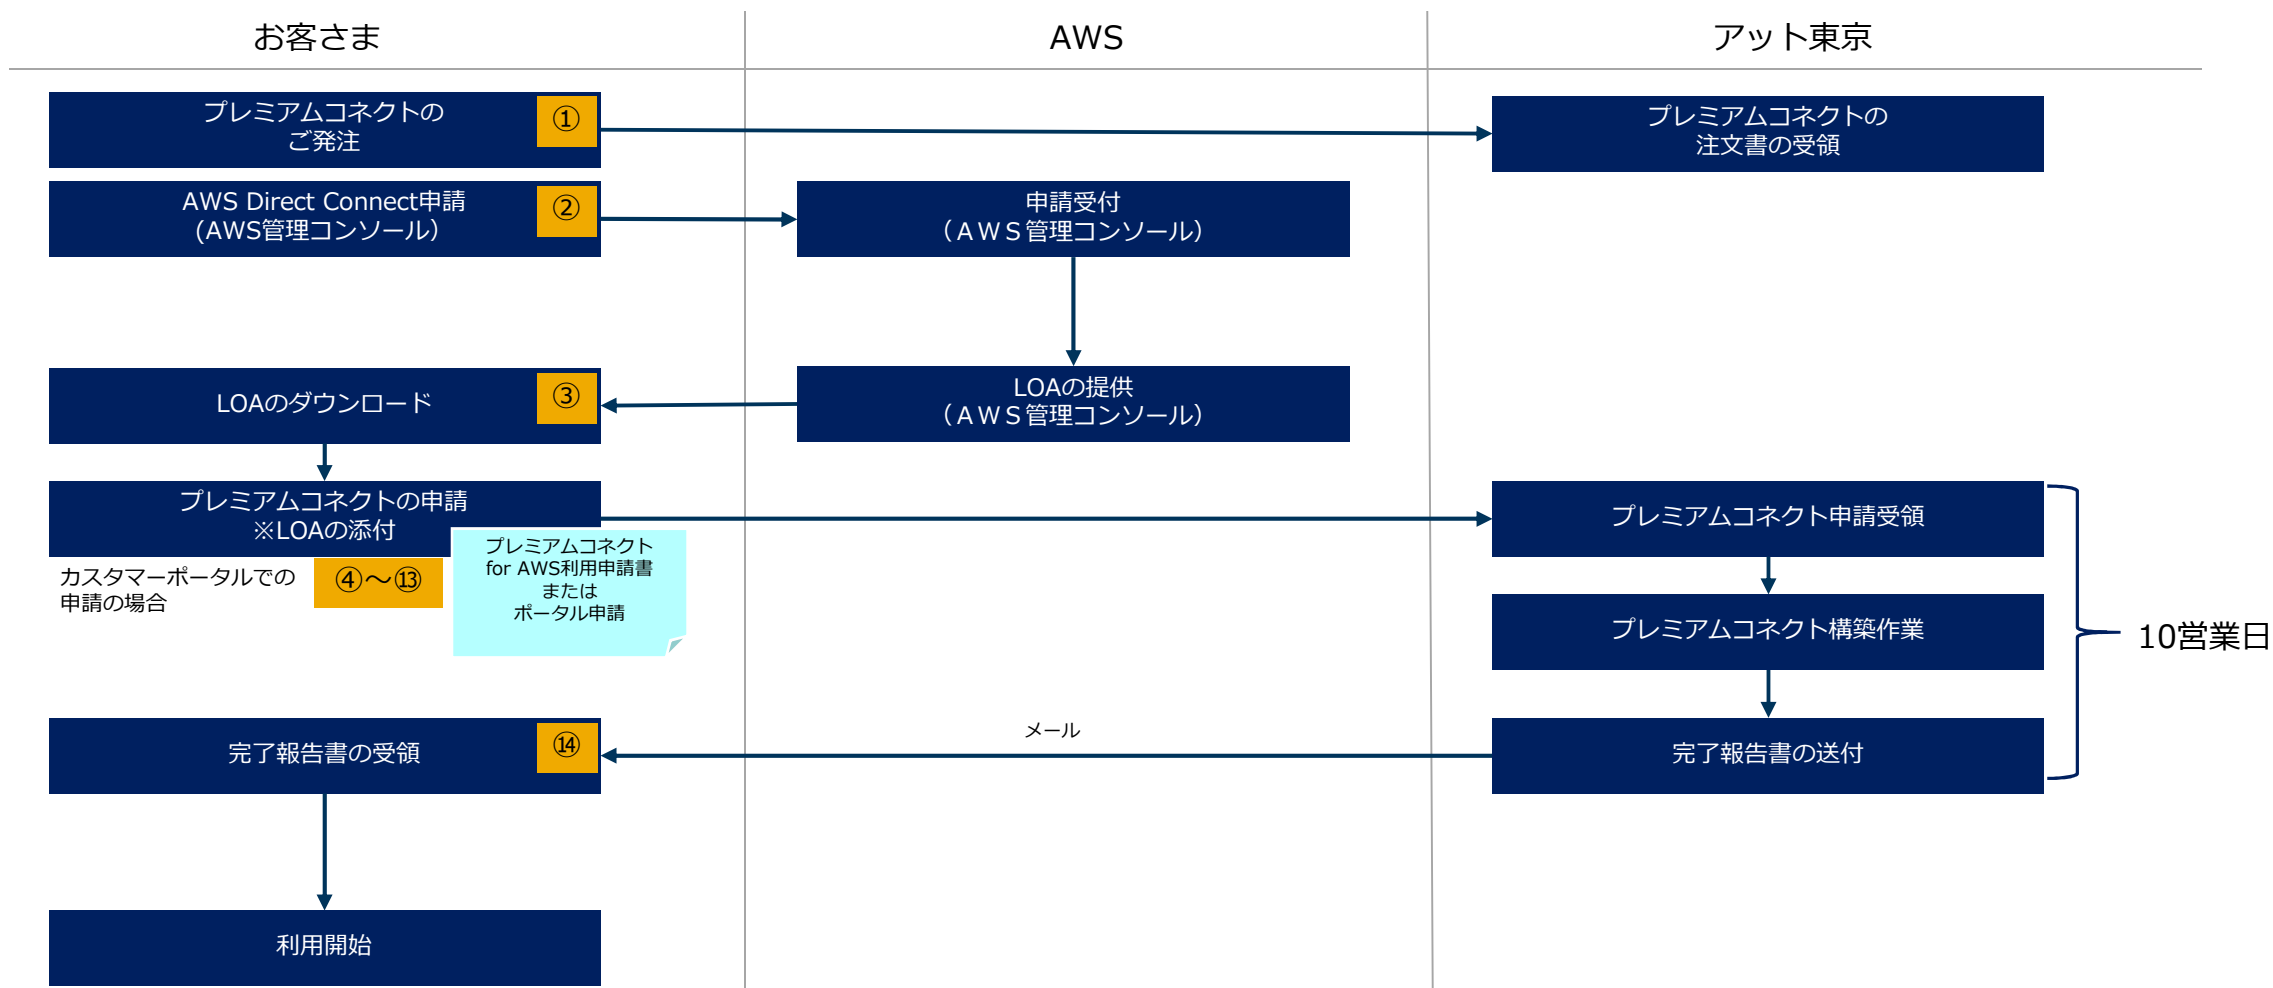 お客さま
AWS
アット東京
プレミアムコネクトの
ご発注
①
プレミアムコネクトの
注文書の受領
AWS Direct Connect申請
(AWS管理コンソール）
②
申請受付
（ＡＷＳ管理コンソール）
LOAのダウンロード
③
LOAの提供
（ＡＷＳ管理コンソール）
プレミアムコネクトの申請
※LOAの添付
プレミアムコネクト申請受領
カスタマーポータルでの
申請の場合
④～⑬
プレミアムコネクト
for AWS利用申請書
または
ポータル申請
プレミアムコネクト構築作業
10営業日
完了報告書の受領
⑭
メール
完了報告書の送付
利用開始